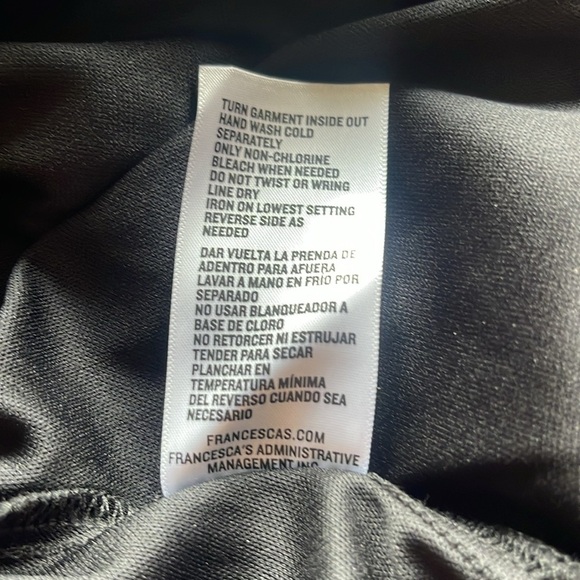 TURN GARMENT INSIDE OUT
HAND WASH COLD
SEPARATELY
ONLY NON-CHLORINE
BLEACH WHEN NEEDED
DO NOT TWIST OR WRING
LINE DRY
IRON ON LOWEST SETTING
REVERSE SIDE AS
NEEDED
DAR VUELTA LA PRENDA DE
ADENTRO PARA AFUERA
LAVAR A MANO EN FRÍO POR
SEPARADO
NO USAR BLANQUEADOR A
BASE DE CLORO
NO RETORCER NI ESTRUJAR
TENDER PARA SECAR
PLANCHAR EN
TEMPERATURA MÍNIMA
DEL REVERSO CUANDO SEA
NECESARIO
FRANCESCAS.COM
FRANCESCA'S ADMINISTRATIVE
MANAGEMENT INC